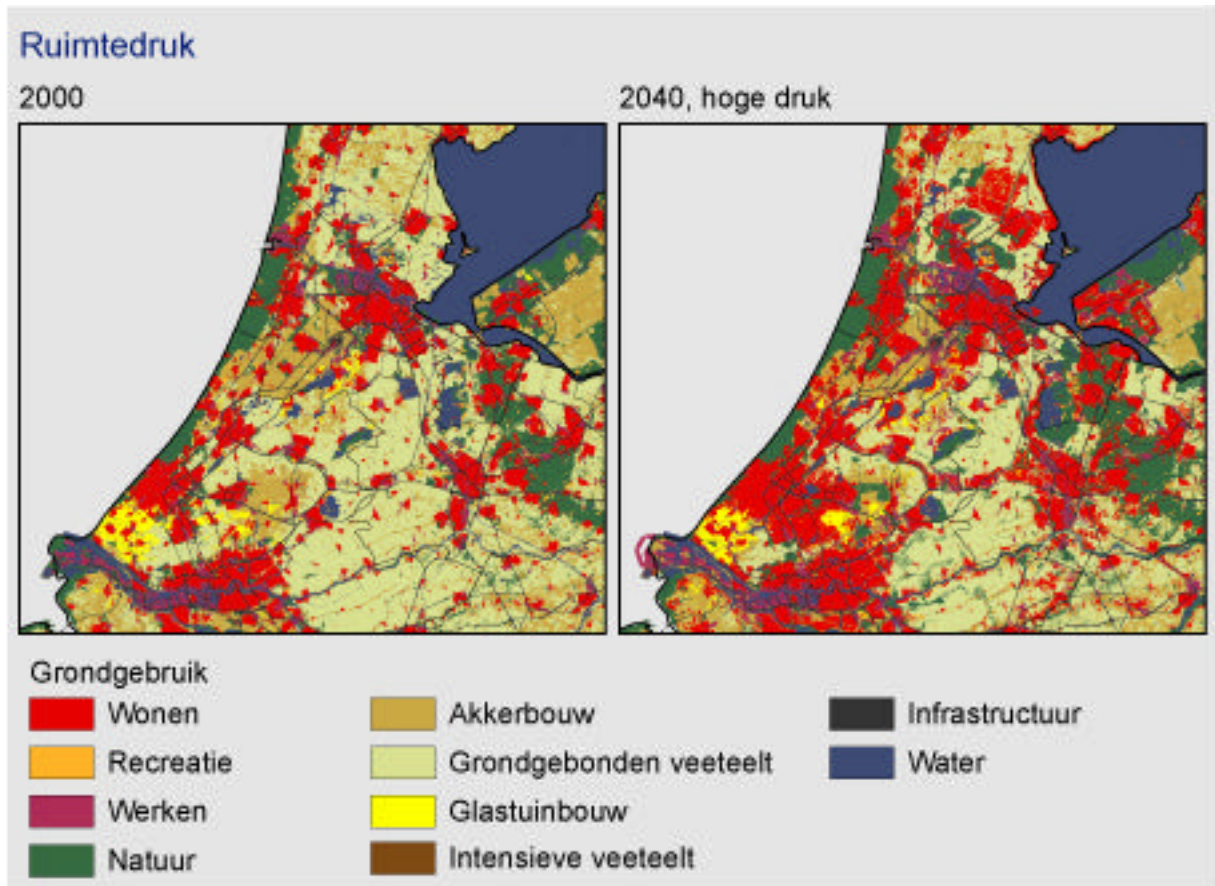 Ruimtedruk
2000
2040, hoge druk
Grondgebruik
Wonen
Recreatie
Werken
Natuur
Akkerbouw
Grondgebonden veeteelt
Glastuinbouw
Intensieve veeteelt
Infrastructuur
Water